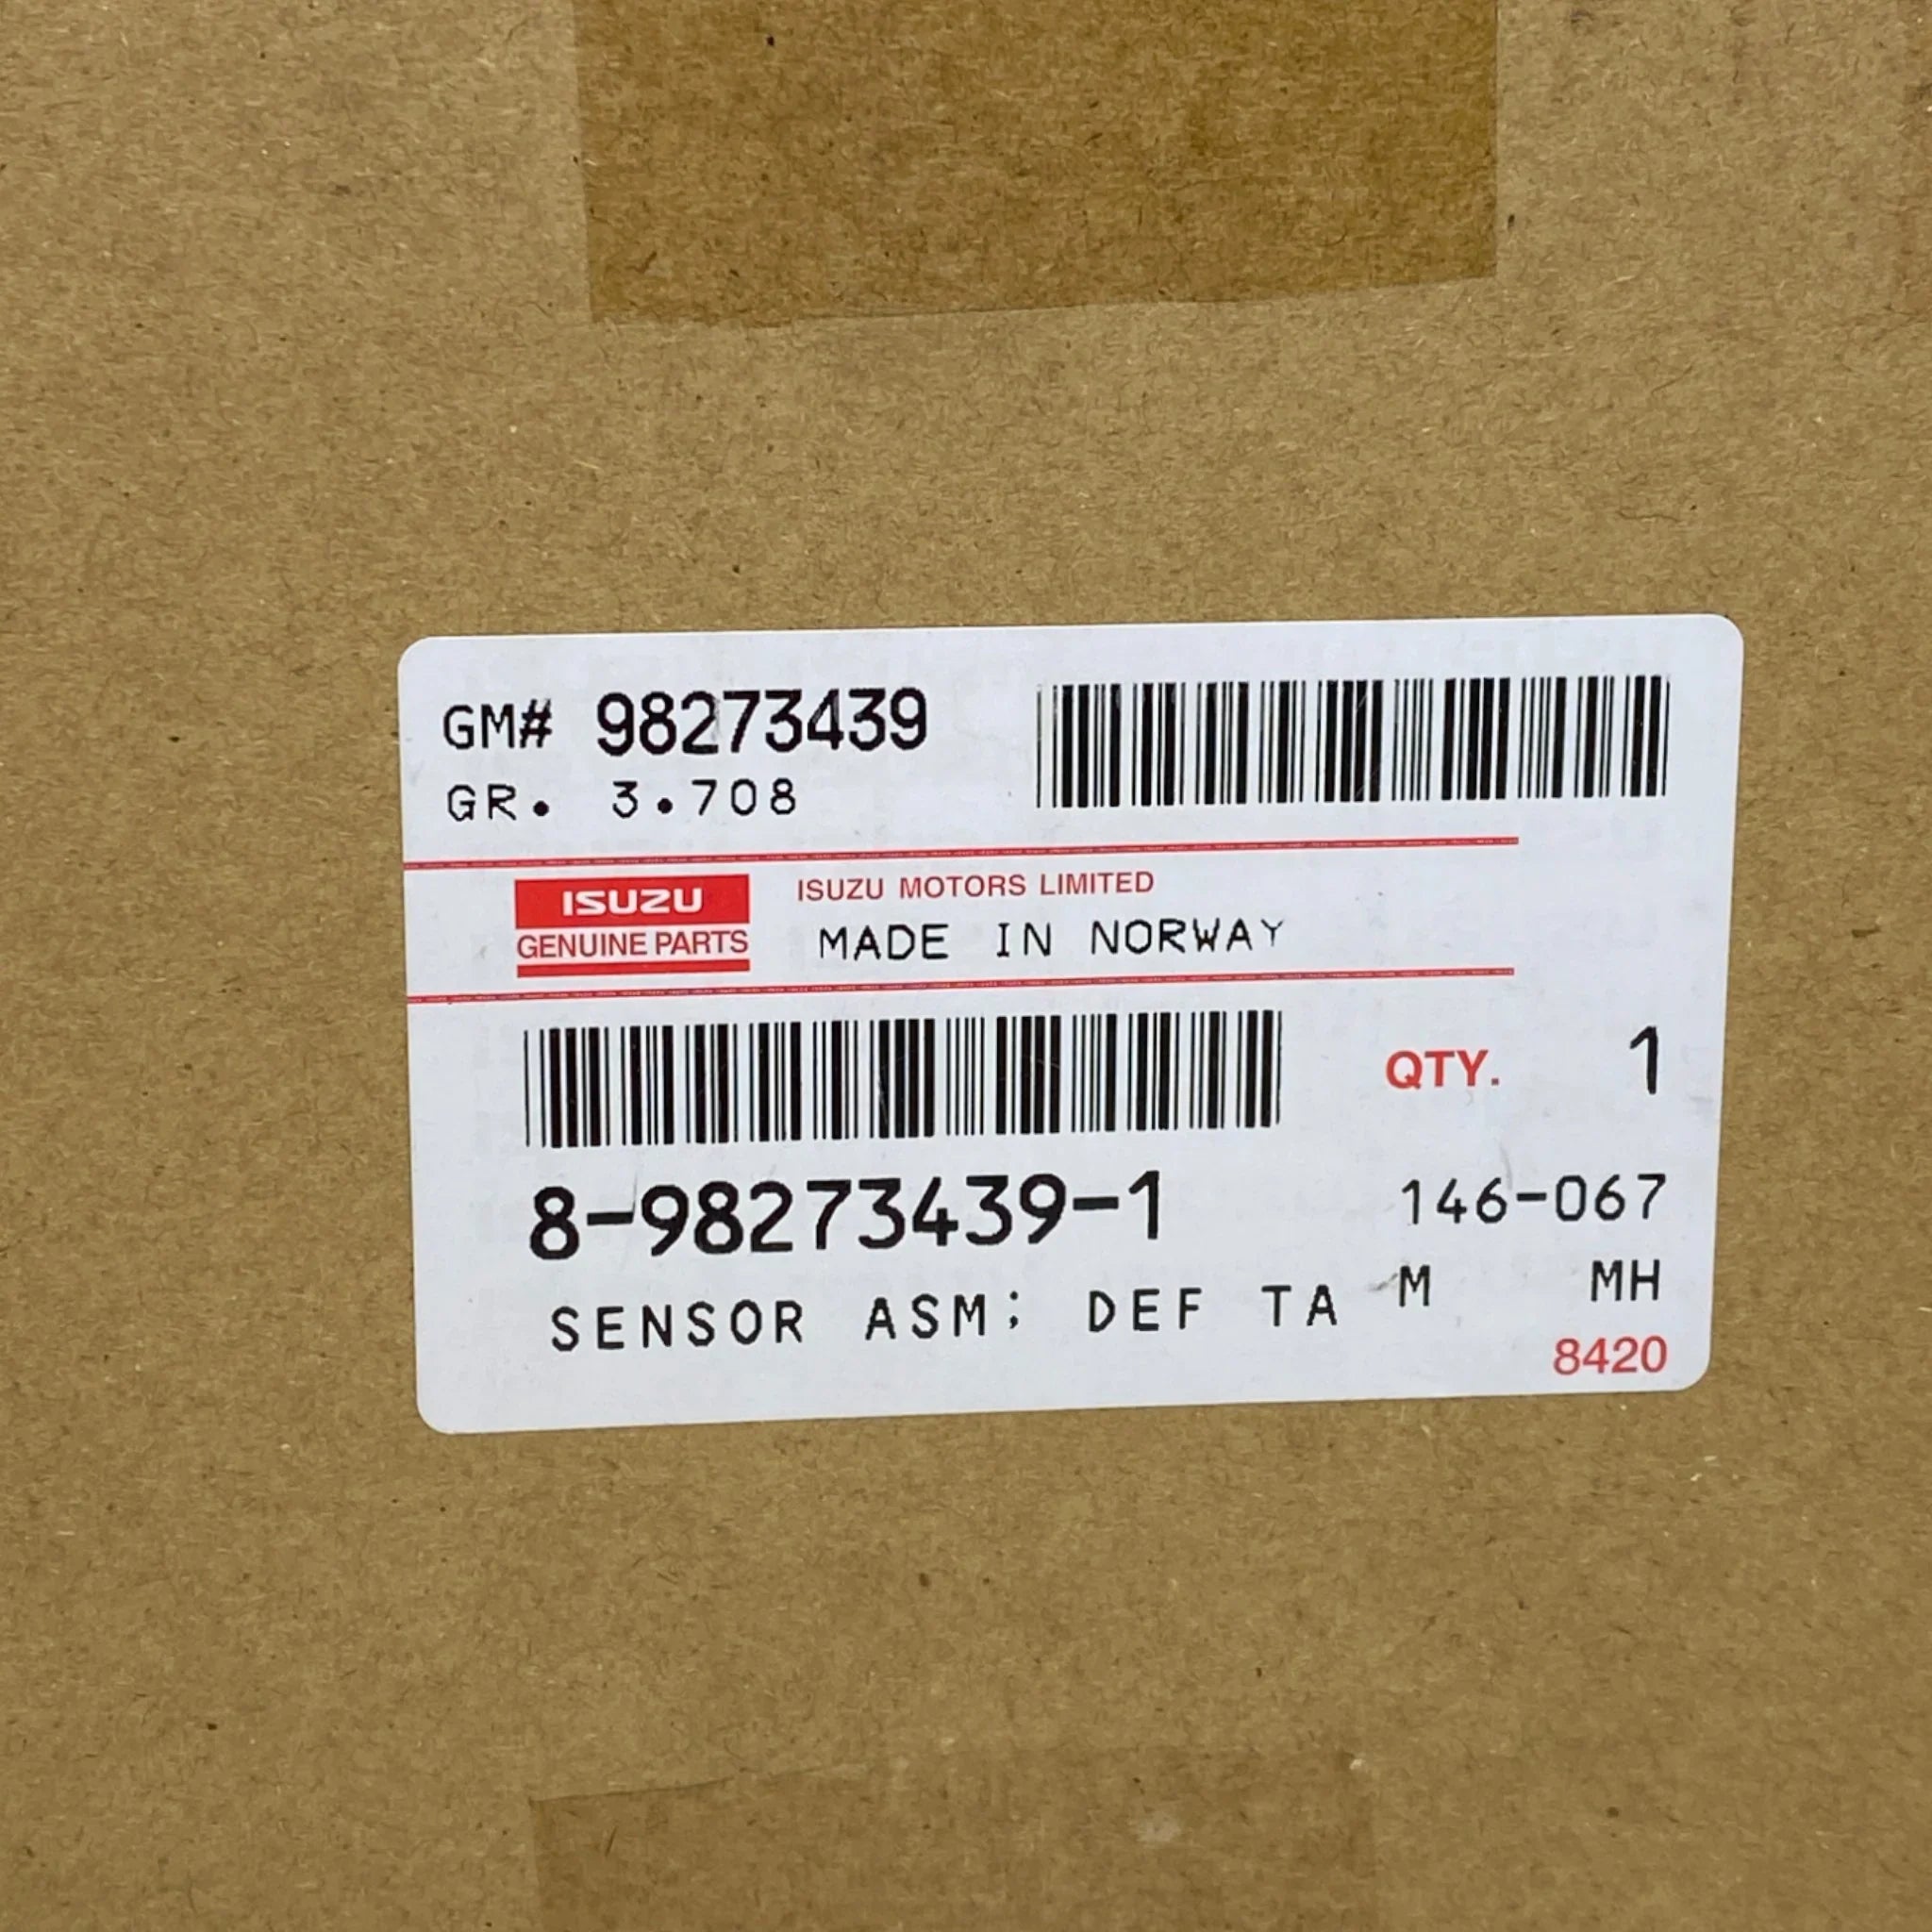 GM# 98273439
GR. 3.708
ISUZU
GENUINE PARTS
ISUZU MOTORS LIMITED
MADE IN NORWAY
QTY. 1
8-98273439-1
146-067
SENSOR ASM; DEF TA
M MH
8420